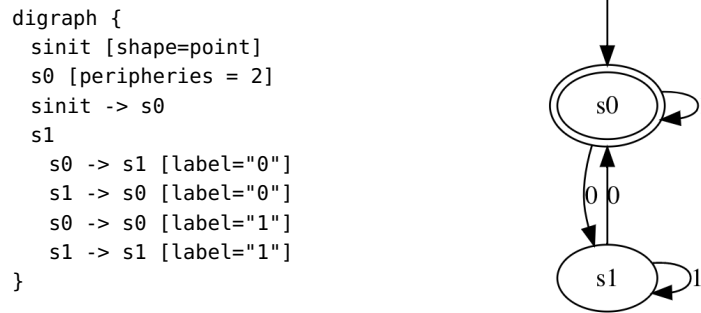 digraph {
sinit [shape=point]
s0 [peripheries = 2]
sinit -> s0
s1
s0 -> s1 [label="0"]
s1 -> s0 [label="0"]
s0 -> s0 [label="1"]
s1 -> s1 [label="1"]
}
s0
0 0
s1 1